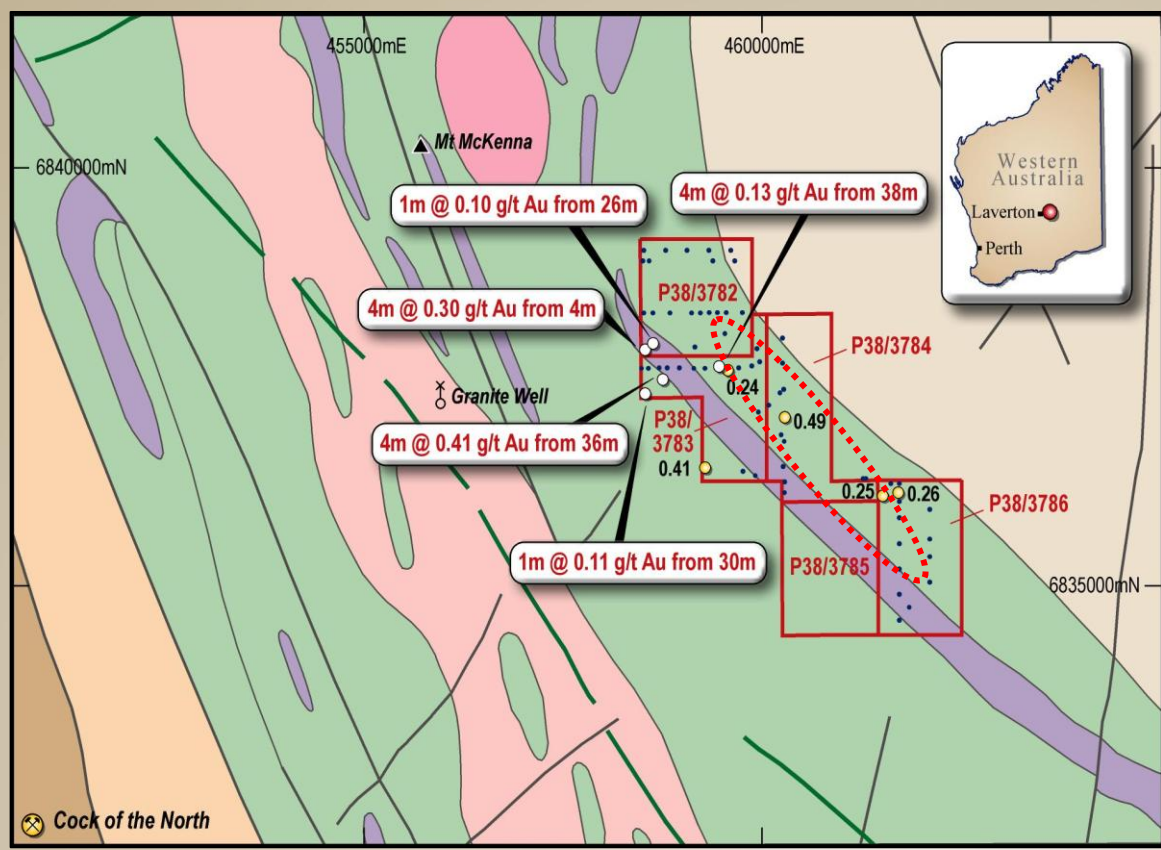 455000mE
460000mE
6840000mN
Mt McKenna
Western
Australia
Laverton
Perth
1m @ 0.10 g/t Au from 26m
4m @ 0.13 g/t Au from 38m
P38/3782
4m @ 0.30 g/t Au from 4m
P38/3784
Granite Well
0.24
P38/
3783
0.49
4m @ 0.41 g/t Au from 36m
0.41
0.25
0.26
P38/3786
1m @ 0.11 g/t Au from 30m
P38/3785
6835000mN
Cock of the North